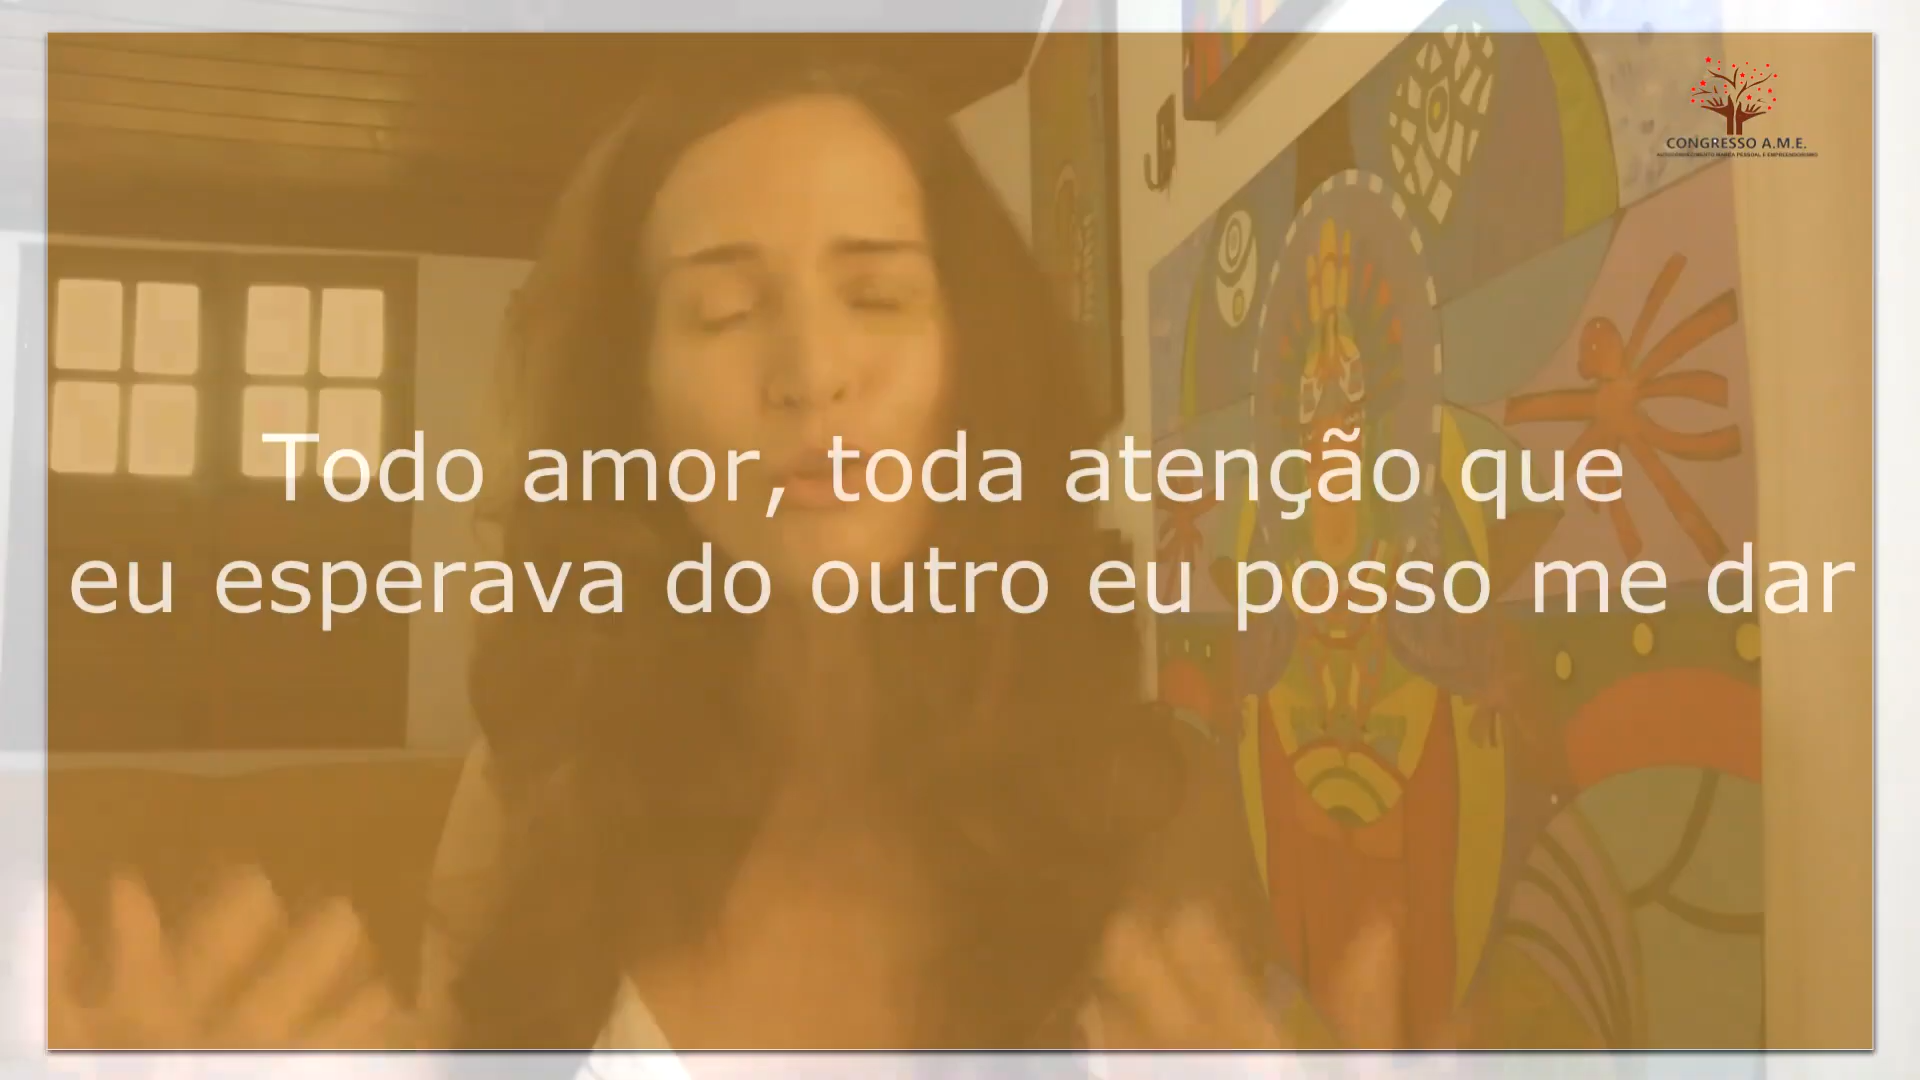 CONGRESSO A.M.E.
Todo amor, toda atenção que
eu esperava do outro eu posso me dar